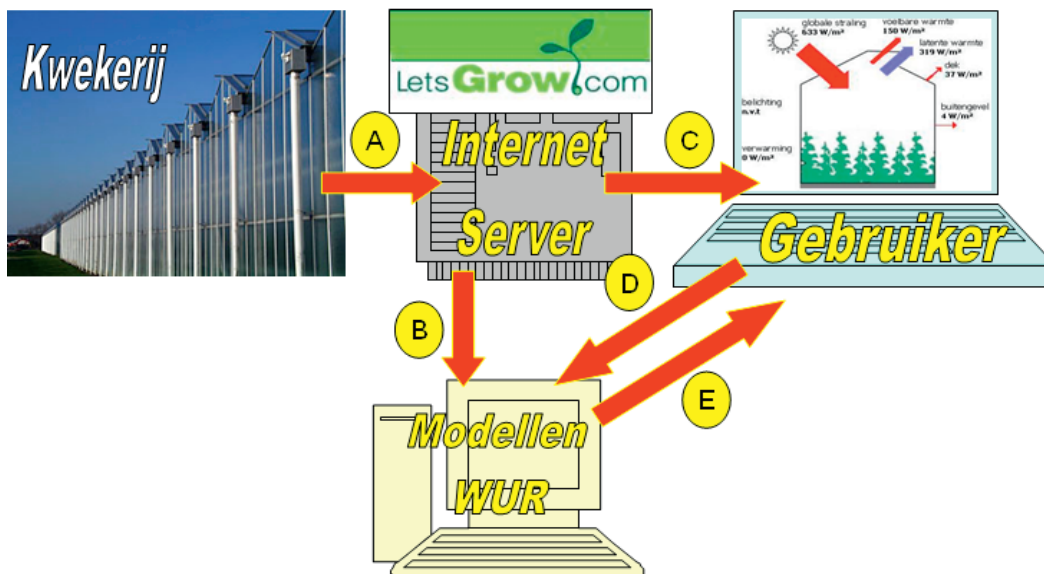 Kwekerij
LetsGrow.com
Internet
Server
A
B
C
D
E
globale straling
633 W/m²
voelbare warmte
150 W/m²
latente warmte
319 W/m²
dek
37 W/m²
belichting
n.v.t
buitengevel
4 W/m²
verwarming
0 W/m²
Gebruiker
Modellen
WUR